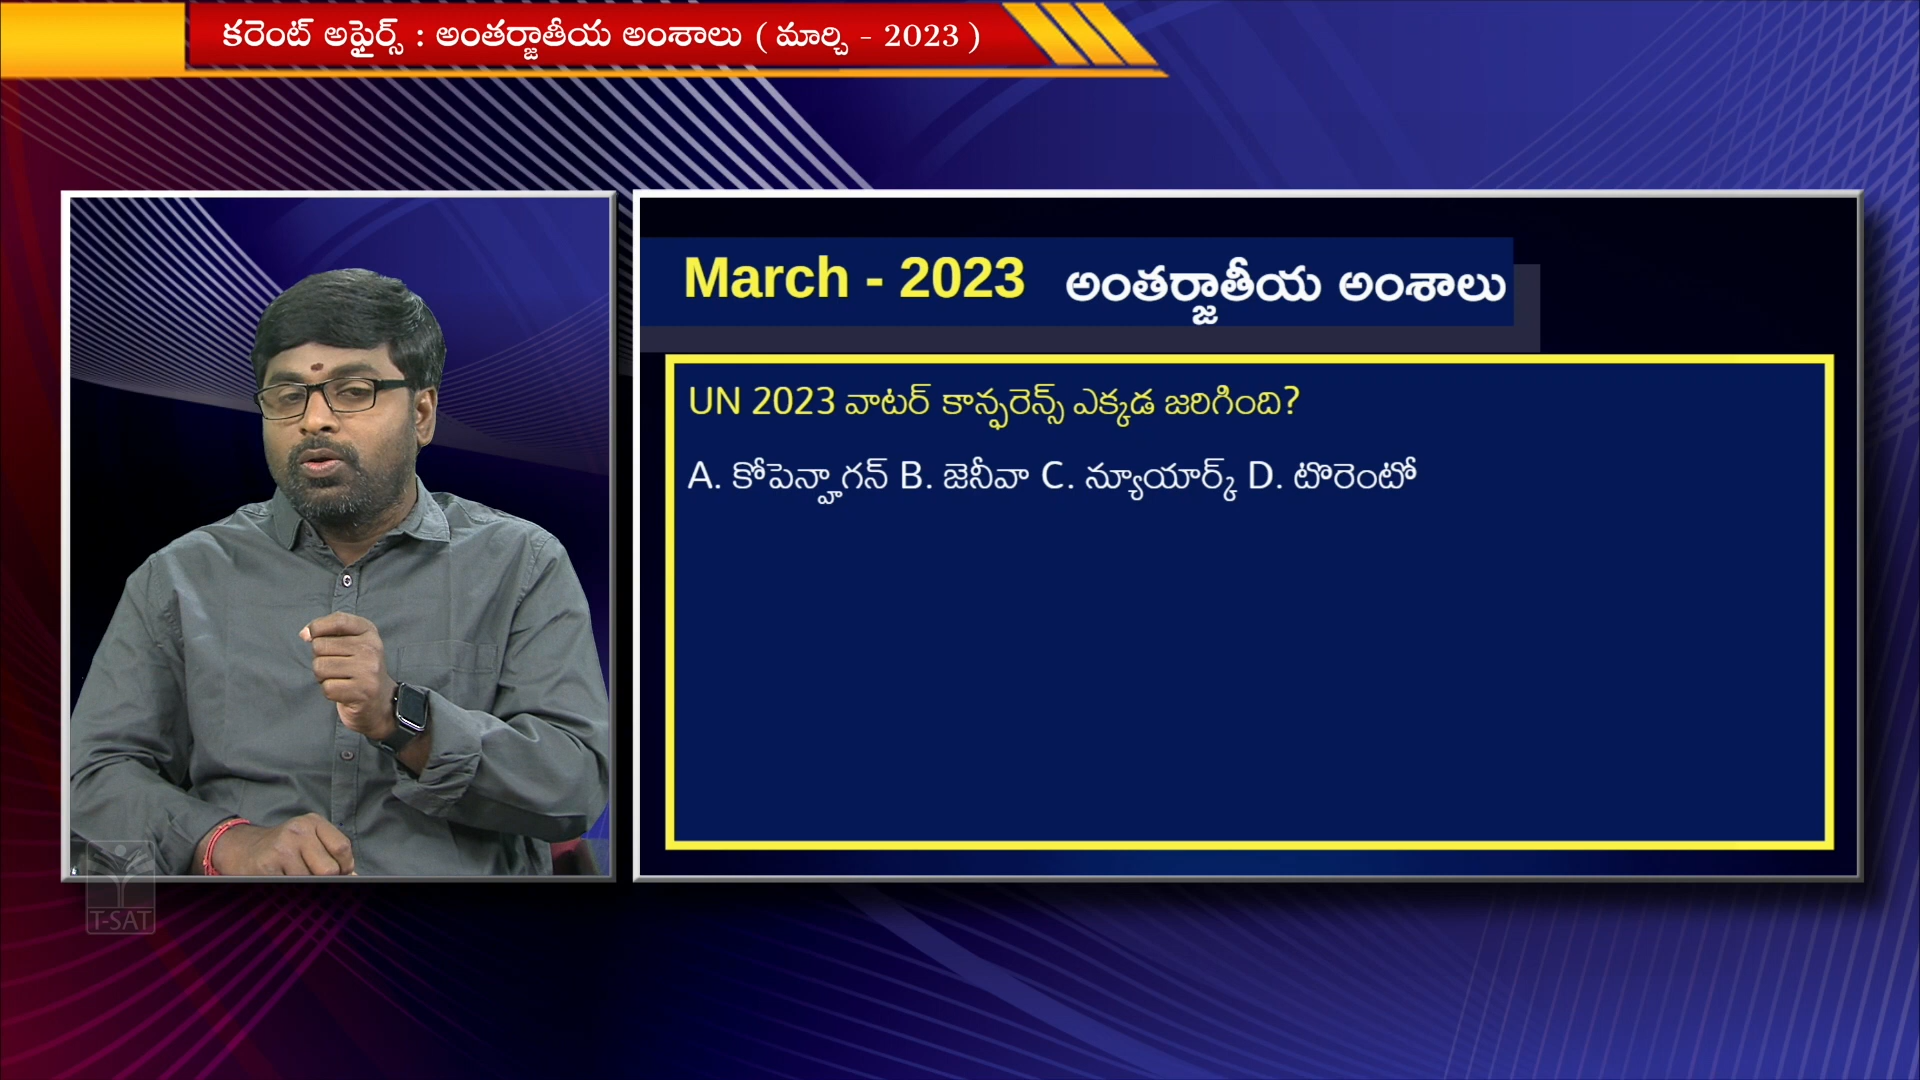 కరెంట్ అఫైర్స్ : అంతర్జాతీయ అంశాలు ( మార్చి - 2023 )
March - 2023 అంతర్జాతీయ అంశాలు
UN 2023 వాటర్ కాన్ఫరెన్స్ ఎక్కడ జరిగింది?
A. కోపెన్హాగన్ B. జెనీవా C. న్యూయార్క్ D. టొరెంటో
T-SAT